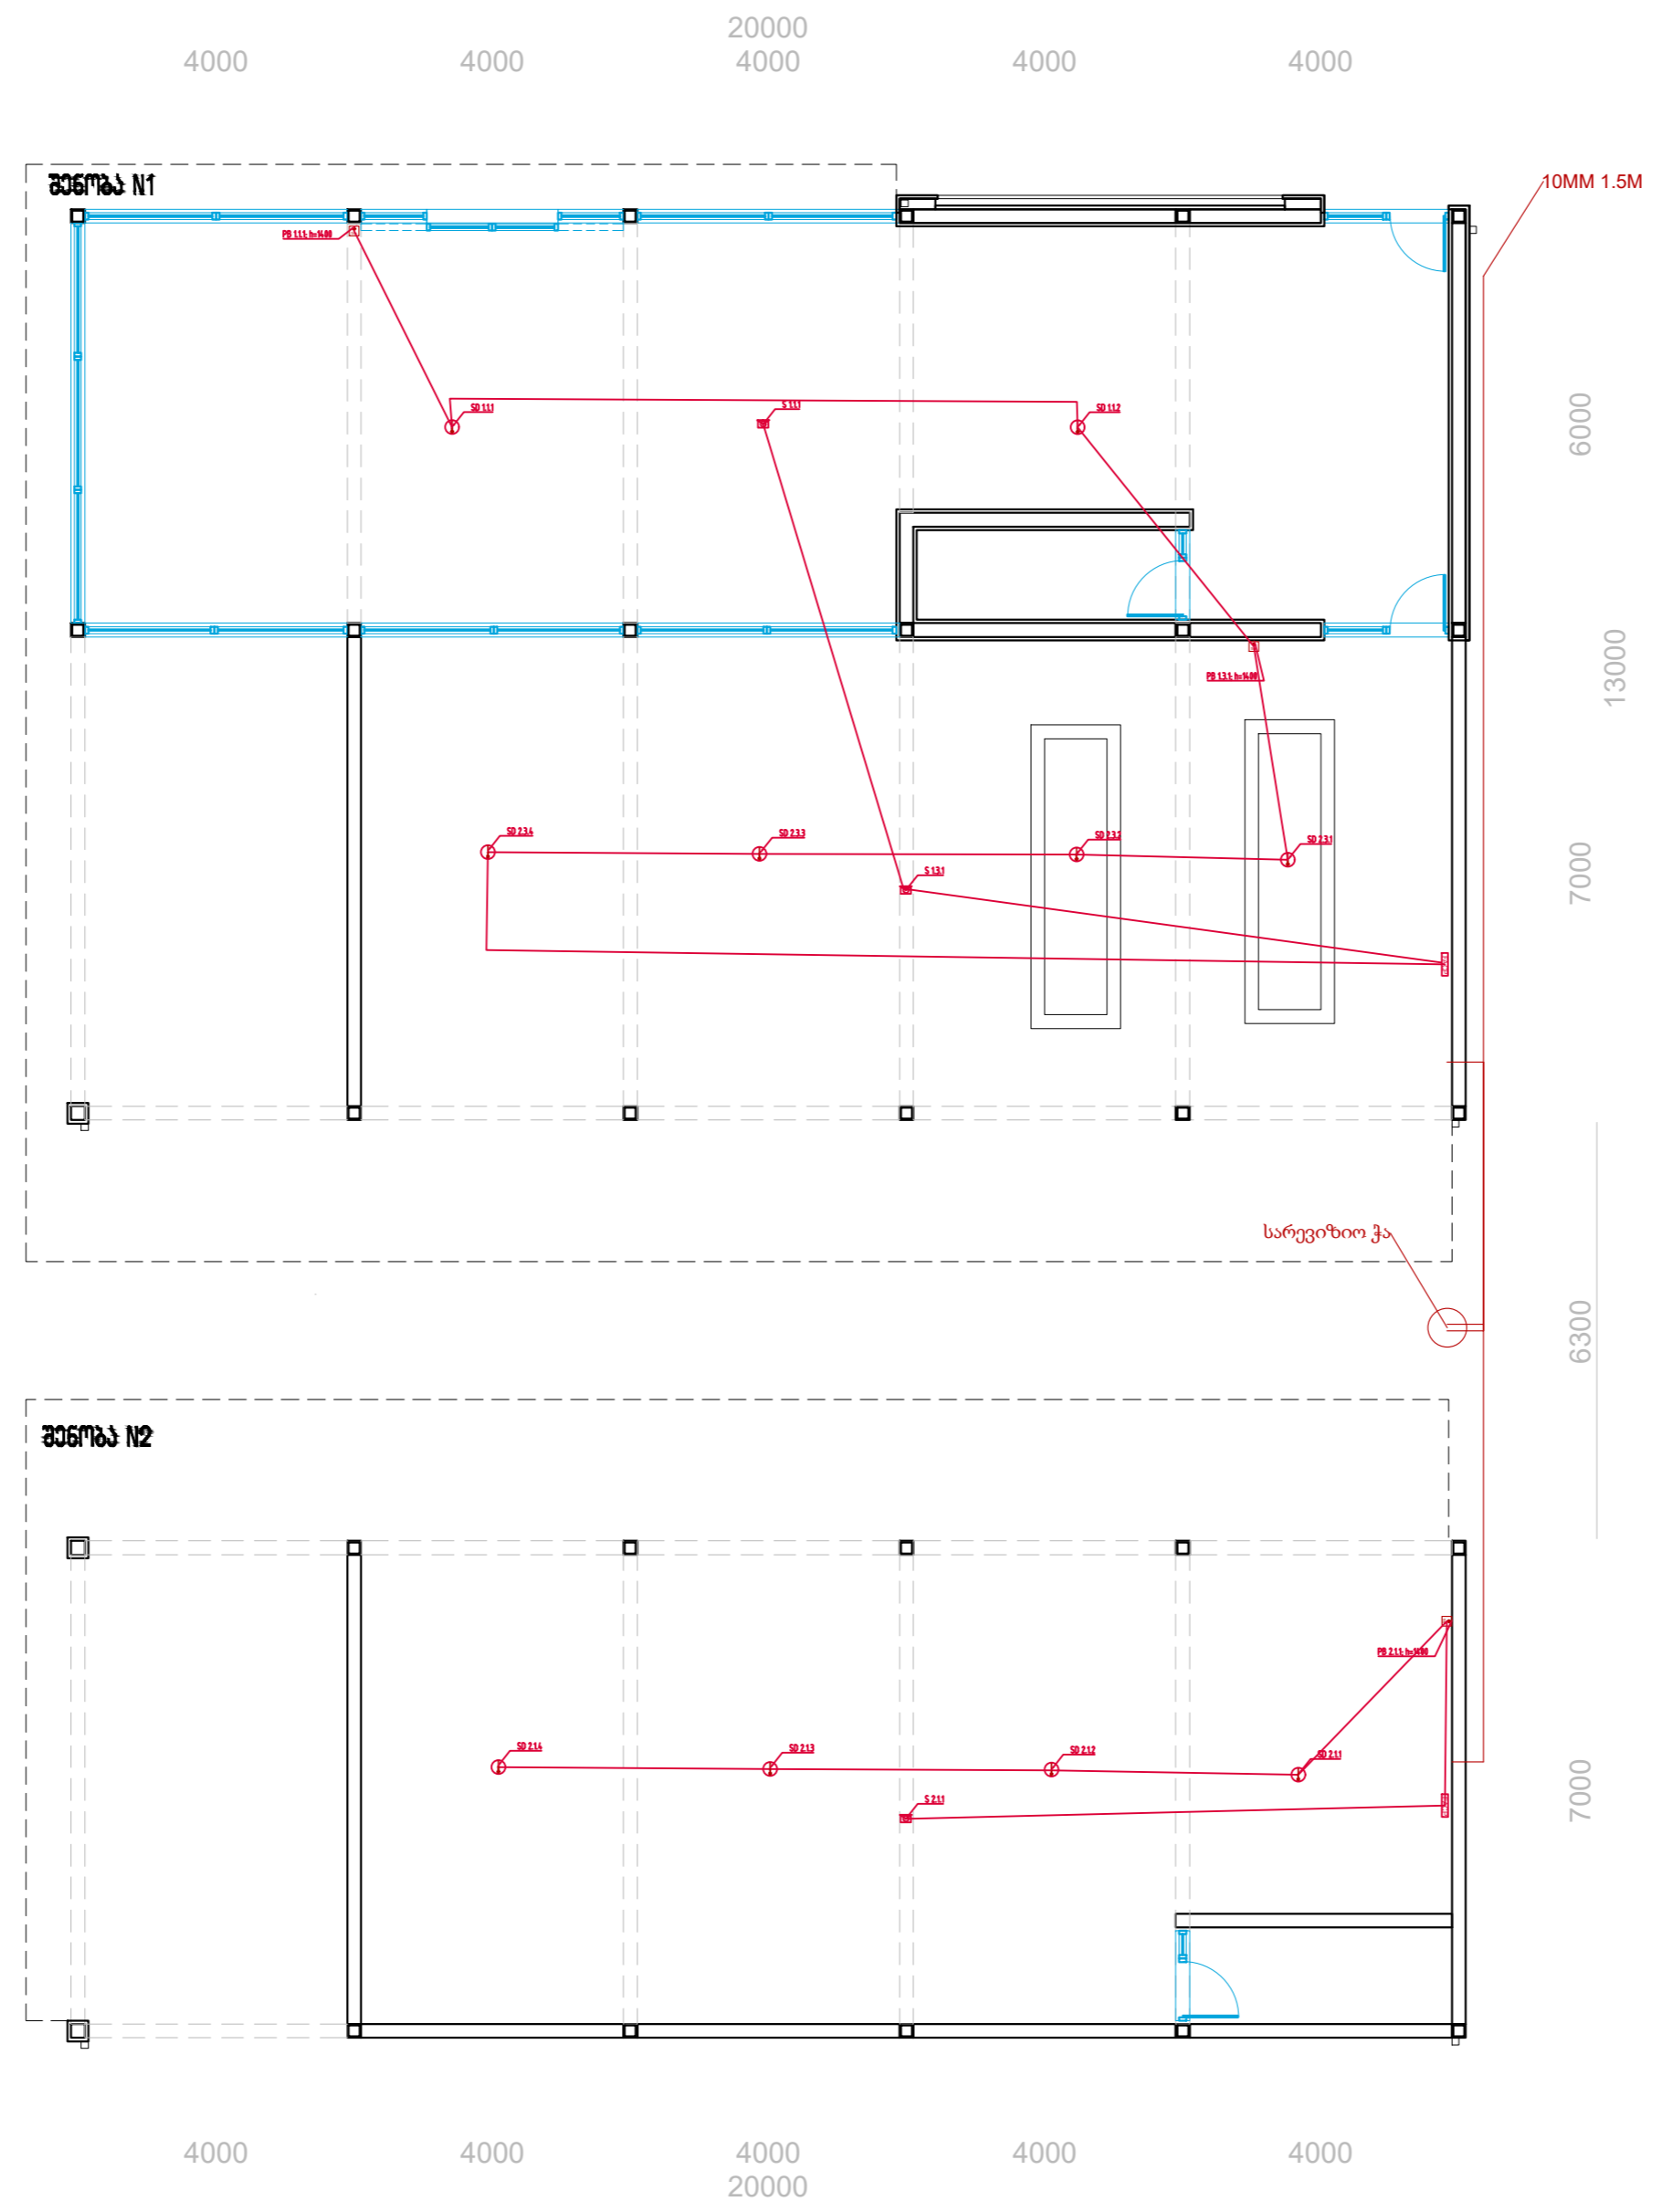 20000
4000 4000 4000 4000 4000
შენობა N1
10MM 1.5M
PB 1.1.1; h=1400
SD 1.1.1
S 1.1.1
SD 1.1.2
6000
13000
PB 1.3.1; h=1400
SD 2.3.4
SD 2.3.3
SD 2.3.2
SD 2.3.1
S 1.3.1
7000
სარევიზიო ჭა
6300
შენობა N2
PB 2.1.1; h=1400
SD 2.1.4
SD 2.1.3
SD 2.1.2
SD 2.1.1
S 2.1.1
7000
4000 4000 4000 4000 4000
20000